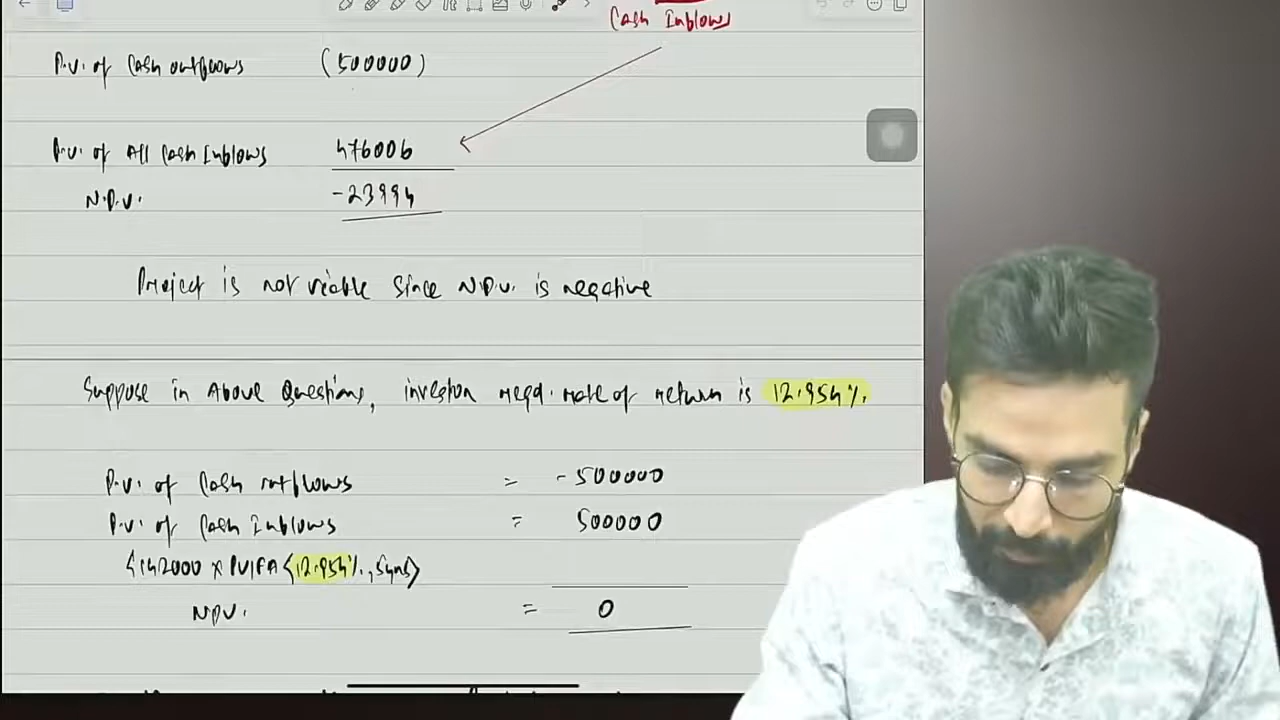 Cash Inflows
P.V. of Cash outflows (500000)
P.V. of All Cash Inflows 476006
N.P.V. -23994
Project is not viable Since N.P.V. is negative
Suppose in Above Questions, investor reqd. rate of return is 12.954%.
P.V. of Cash outflows = -500000
P.V. of Cash Inflows = 500000
{142000 x PVIFA <12.954%, 5yrs>
NPV. = 0